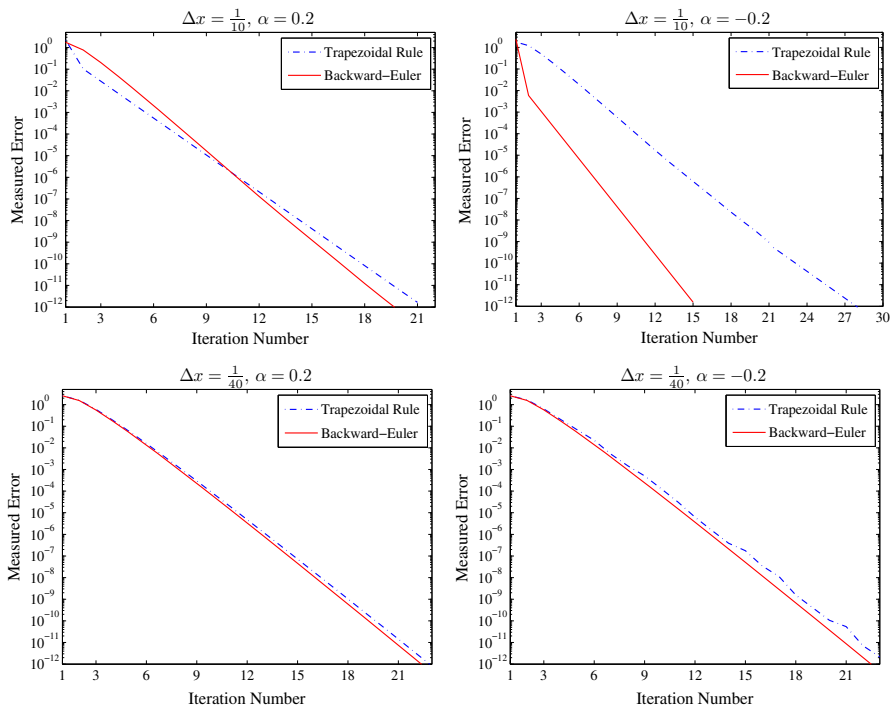 Δx = 1/10, α = 0.2
Measured Error
10^0
10^-1
10^-2
10^-3
10^-4
10^-5
10^-6
10^-7
10^-8
10^-9
10^-10
10^-11
10^-12
Trapezoidal Rule
Backward−Euler
1 3 6 9 12 15 18 21
Iteration Number
Δx = 1/10, α = −0.2
Measured Error
10^0
10^-1
10^-2
10^-3
10^-4
10^-5
10^-6
10^-7
10^-8
10^-9
10^-10
10^-11
10^-12
Trapezoidal Rule
Backward−Euler
1 3 6 9 12 15 18 21 24 27 30
Iteration Number
Δx = 1/40, α = 0.2
Measured Error
10^0
10^-1
10^-2
10^-3
10^-4
10^-5
10^-6
10^-7
10^-8
10^-9
10^-10
10^-11
10^-12
Trapezoidal Rule
Backward−Euler
1 3 6 9 12 15 18 21
Iteration Number
Δx = 1/40, α = −0.2
Measured Error
10^0
10^-1
10^-2
10^-3
10^-4
10^-5
10^-6
10^-7
10^-8
10^-9
10^-10
10^-11
10^-12
Trapezoidal Rule
Backward−Euler
1 3 6 9 12 15 18 21
Iteration Number